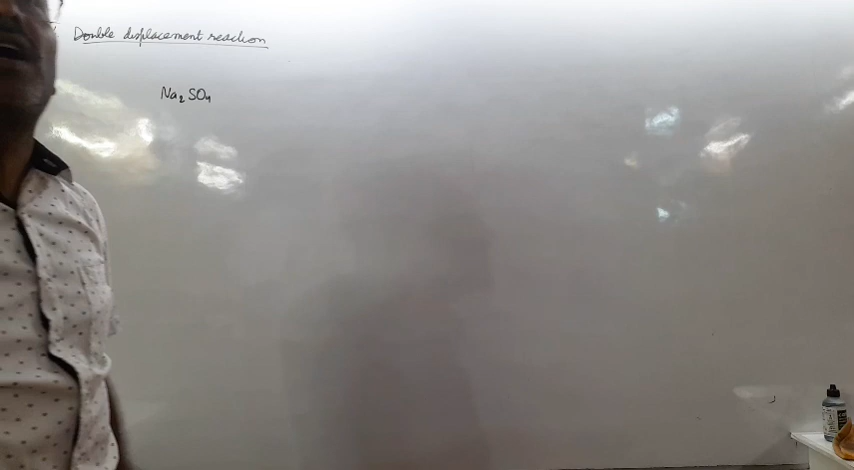 Double displacement reaction
Na₂SO₄